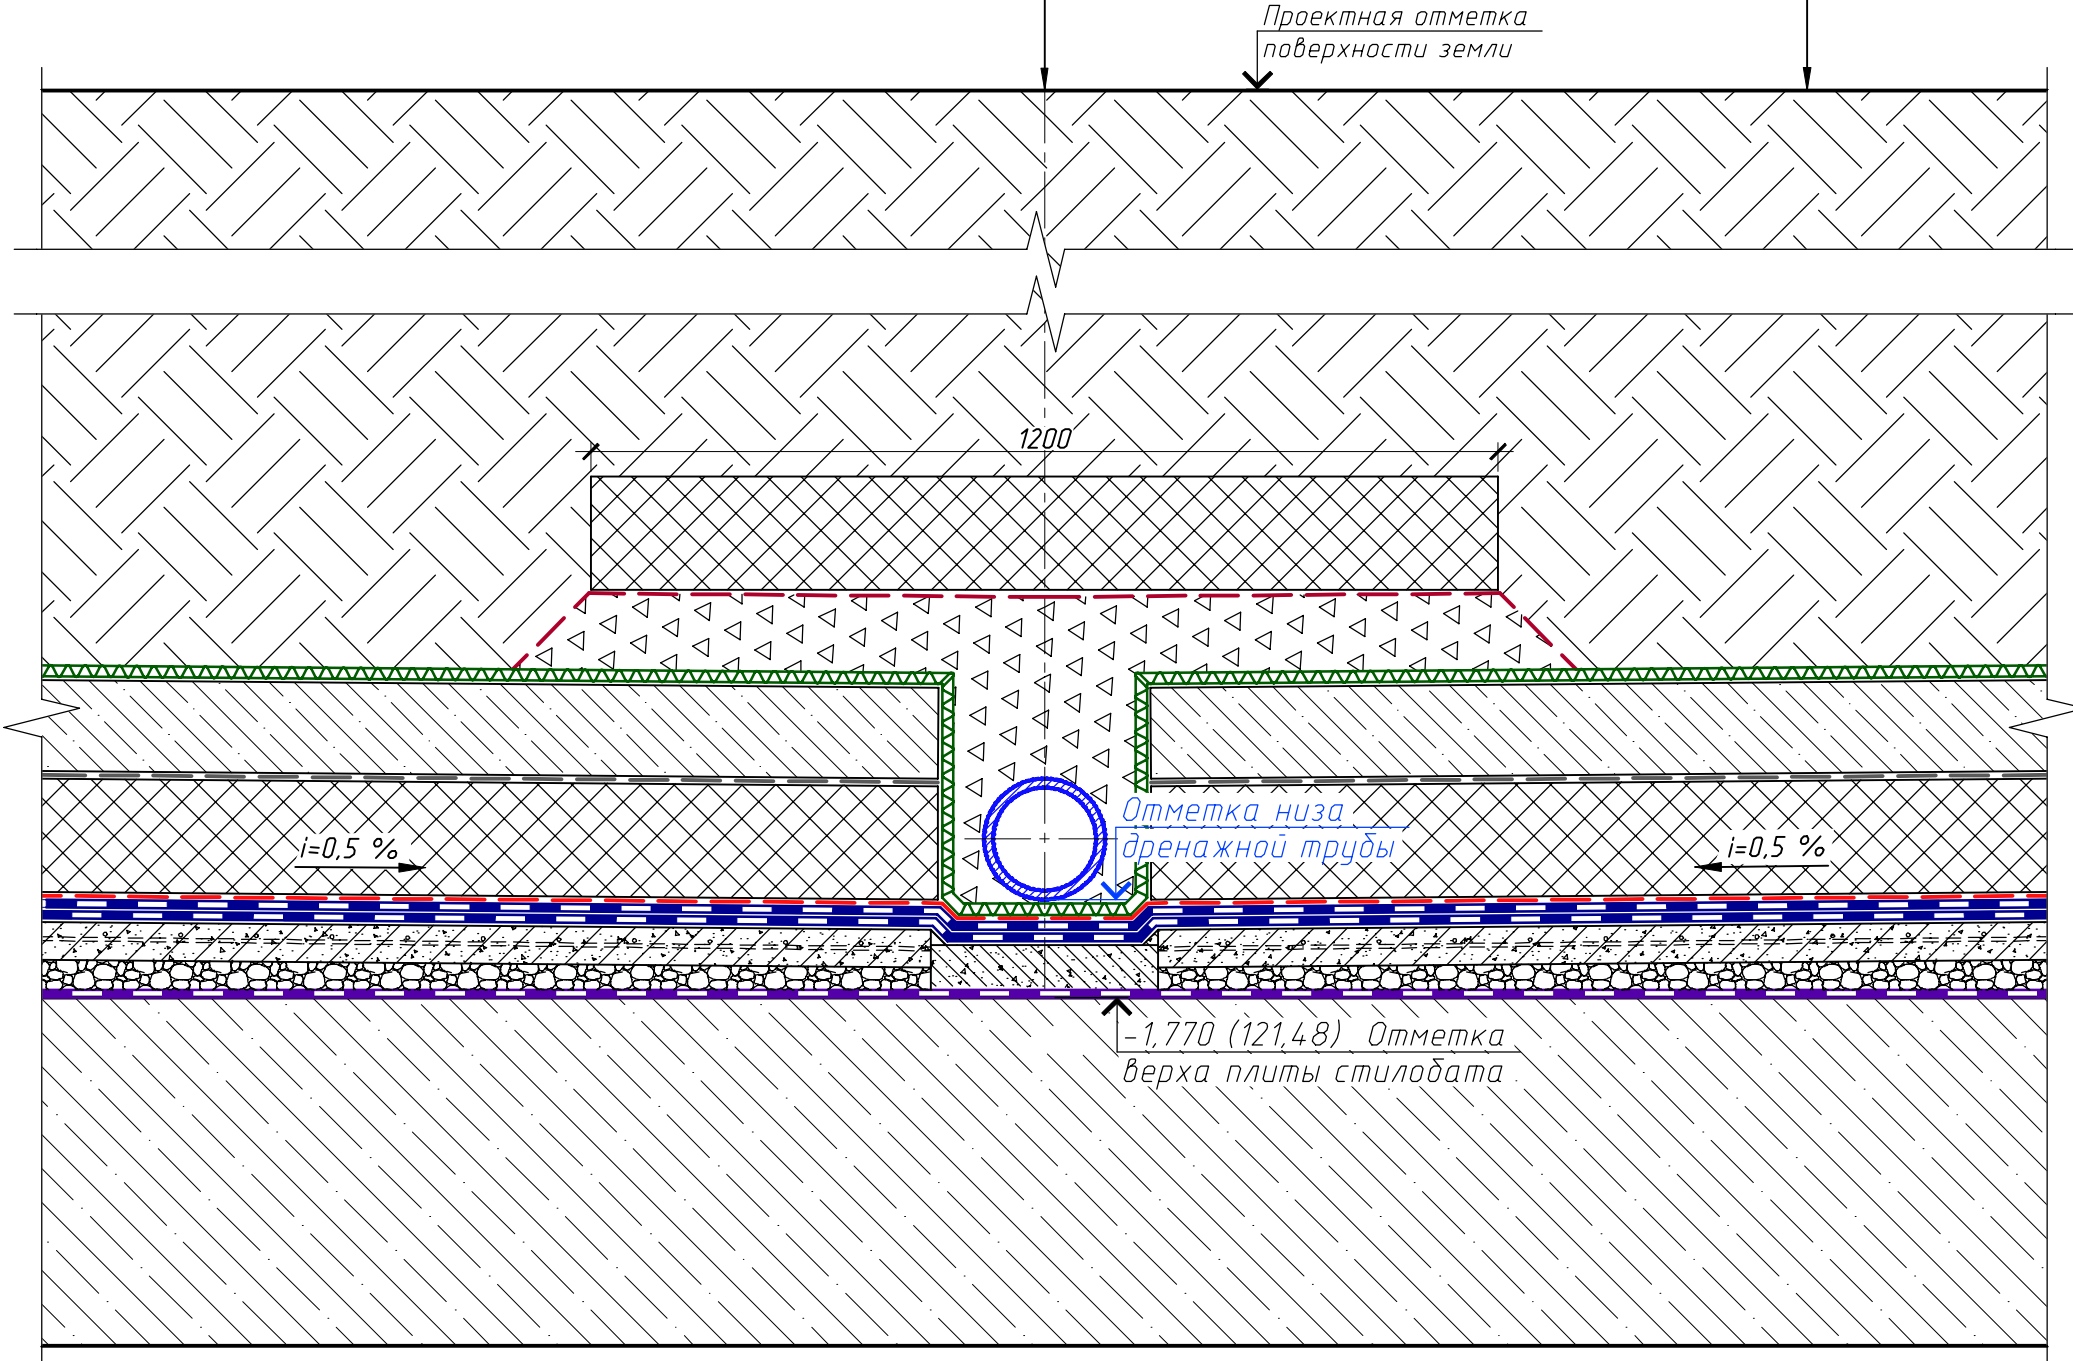 Проектная отметка
поверхности земли
1200
Отметка низа
дренажной трубы
i=0,5 %
i=0,5 %
-1,770 (121,48) Отметка
верха плиты стилобата